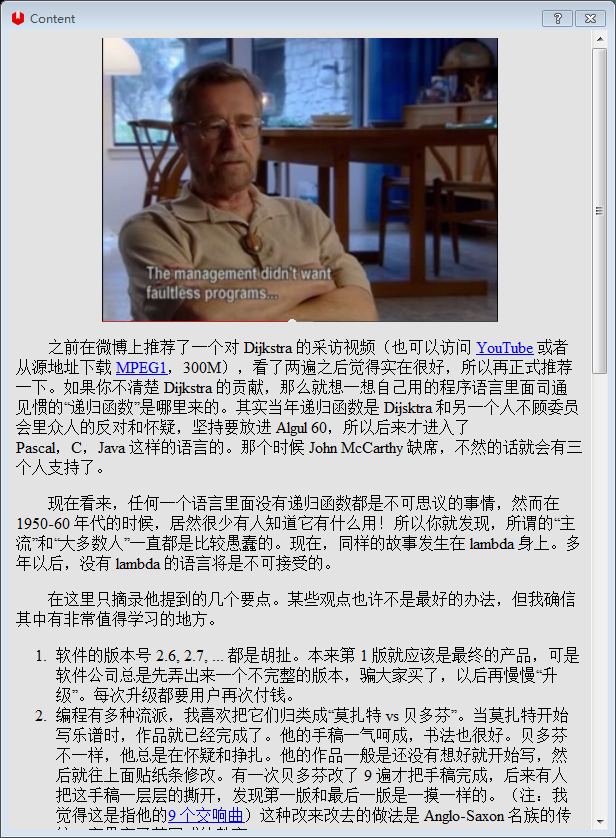 Content
The management didn't want
faultless programs...
之前在微博上推荐了一个对 Dijkstra 的采访视频（也可以访问 YouTube 或者
从源地址下载 MPEG1，300M），看了两遍之后觉得实在很好，所以再正式推荐
一下。如果你不清楚 Dijkstra 的贡献，那么就想一想自己用的程序语言里面司通
见惯的“递归函数”是哪里来的。其实当年递归函数是 Dijsktra 和另一个人不顾委员
会里众人的反对和怀疑，坚持要放进 Algul 60，所以后来才进入了
Pascal，C，Java 这样的语言的。那个时候 John McCarthy 缺席，不然的话就会有三
个人支持了。
现在看来，任何一个语言里面没有递归函数都是不可思议的事情，然而在
1950-60 年代的时候，居然很少有人知道它有什么用！所以你就发现，所谓的“主
流”和“大多数人”一直都是比较愚蠢的。现在，同样的故事发生在 lambda 身上。多
年以后，没有 lambda 的语言将是不可接受的。
在这里只摘录他提到的几个要点。某些观点也许不是最好的办法，但我确信
其中有非常值得学习的地方。
1. 软件的版本号 2.6, 2.7, ... 都是胡扯。本来第 1 版就应该是最终的产品，可是
软件公司总是先弄出来一个不完整的版本，骗大家买了，以后再慢慢“升
级”。每次升级都要用户再次付钱。
2. 编程有多种流派，我喜欢把它们归类成“莫扎特 vs 贝多芬”。当莫扎特开始
写乐谱时，作品就已经完成了。他的手稿一气呵成，书法也很好。贝多芬
不一样，他总是在怀疑和挣扎。他的作品一般是还没有想好就开始写，然
后就往上面贴纸条修改。有一次贝多芬改了 9 遍才把手稿完成，后来有人
把这手稿一层层的撕开，发现第一版和最后一版是一摸一样的。（注：我
觉得这是指他的9 个交响曲）这种改来改去的做法是 Anglo-Saxon 名族的传